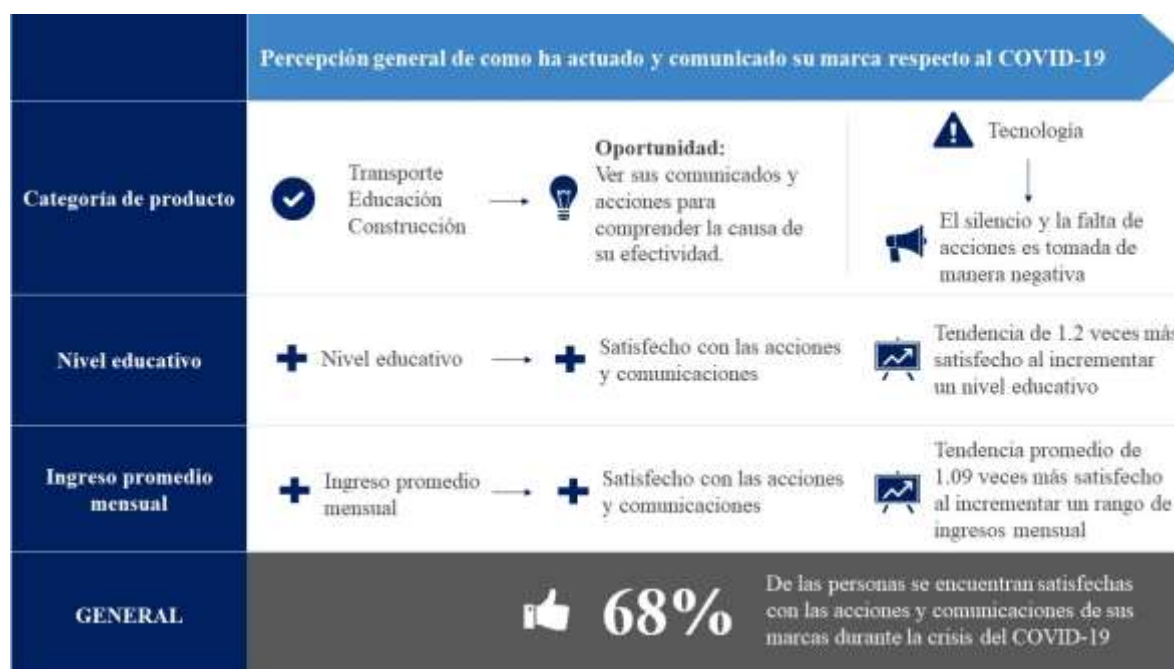 Percepción general de como ha actuado y comunicado su marca respecto al COVID-19
Categoría de producto
Transporte
Educación
Construcción
Oportunidad:
Ver sus comunicados y
acciones para
comprender la causa de
su efectividad.
Tecnología
El silencio y la falta de
acciones es tomada de
manera negativa
Nivel educativo
Nivel educativo
Satisfecho con las acciones
y comunicaciones
Tendencia de 1.2 veces más
satisfecho al incrementar
un nivel educativo
Ingreso promedio
mensual
Ingreso promedio
mensual
Satisfecho con las acciones
y comunicaciones
Tendencia promedio de
1.09 veces más satisfecho
al incrementar un rango de
ingresos mensual
GENERAL
68%
De las personas se encuentran satisfechas
con las acciones y comunicaciones de sus
marcas durante la crisis del COVID-19